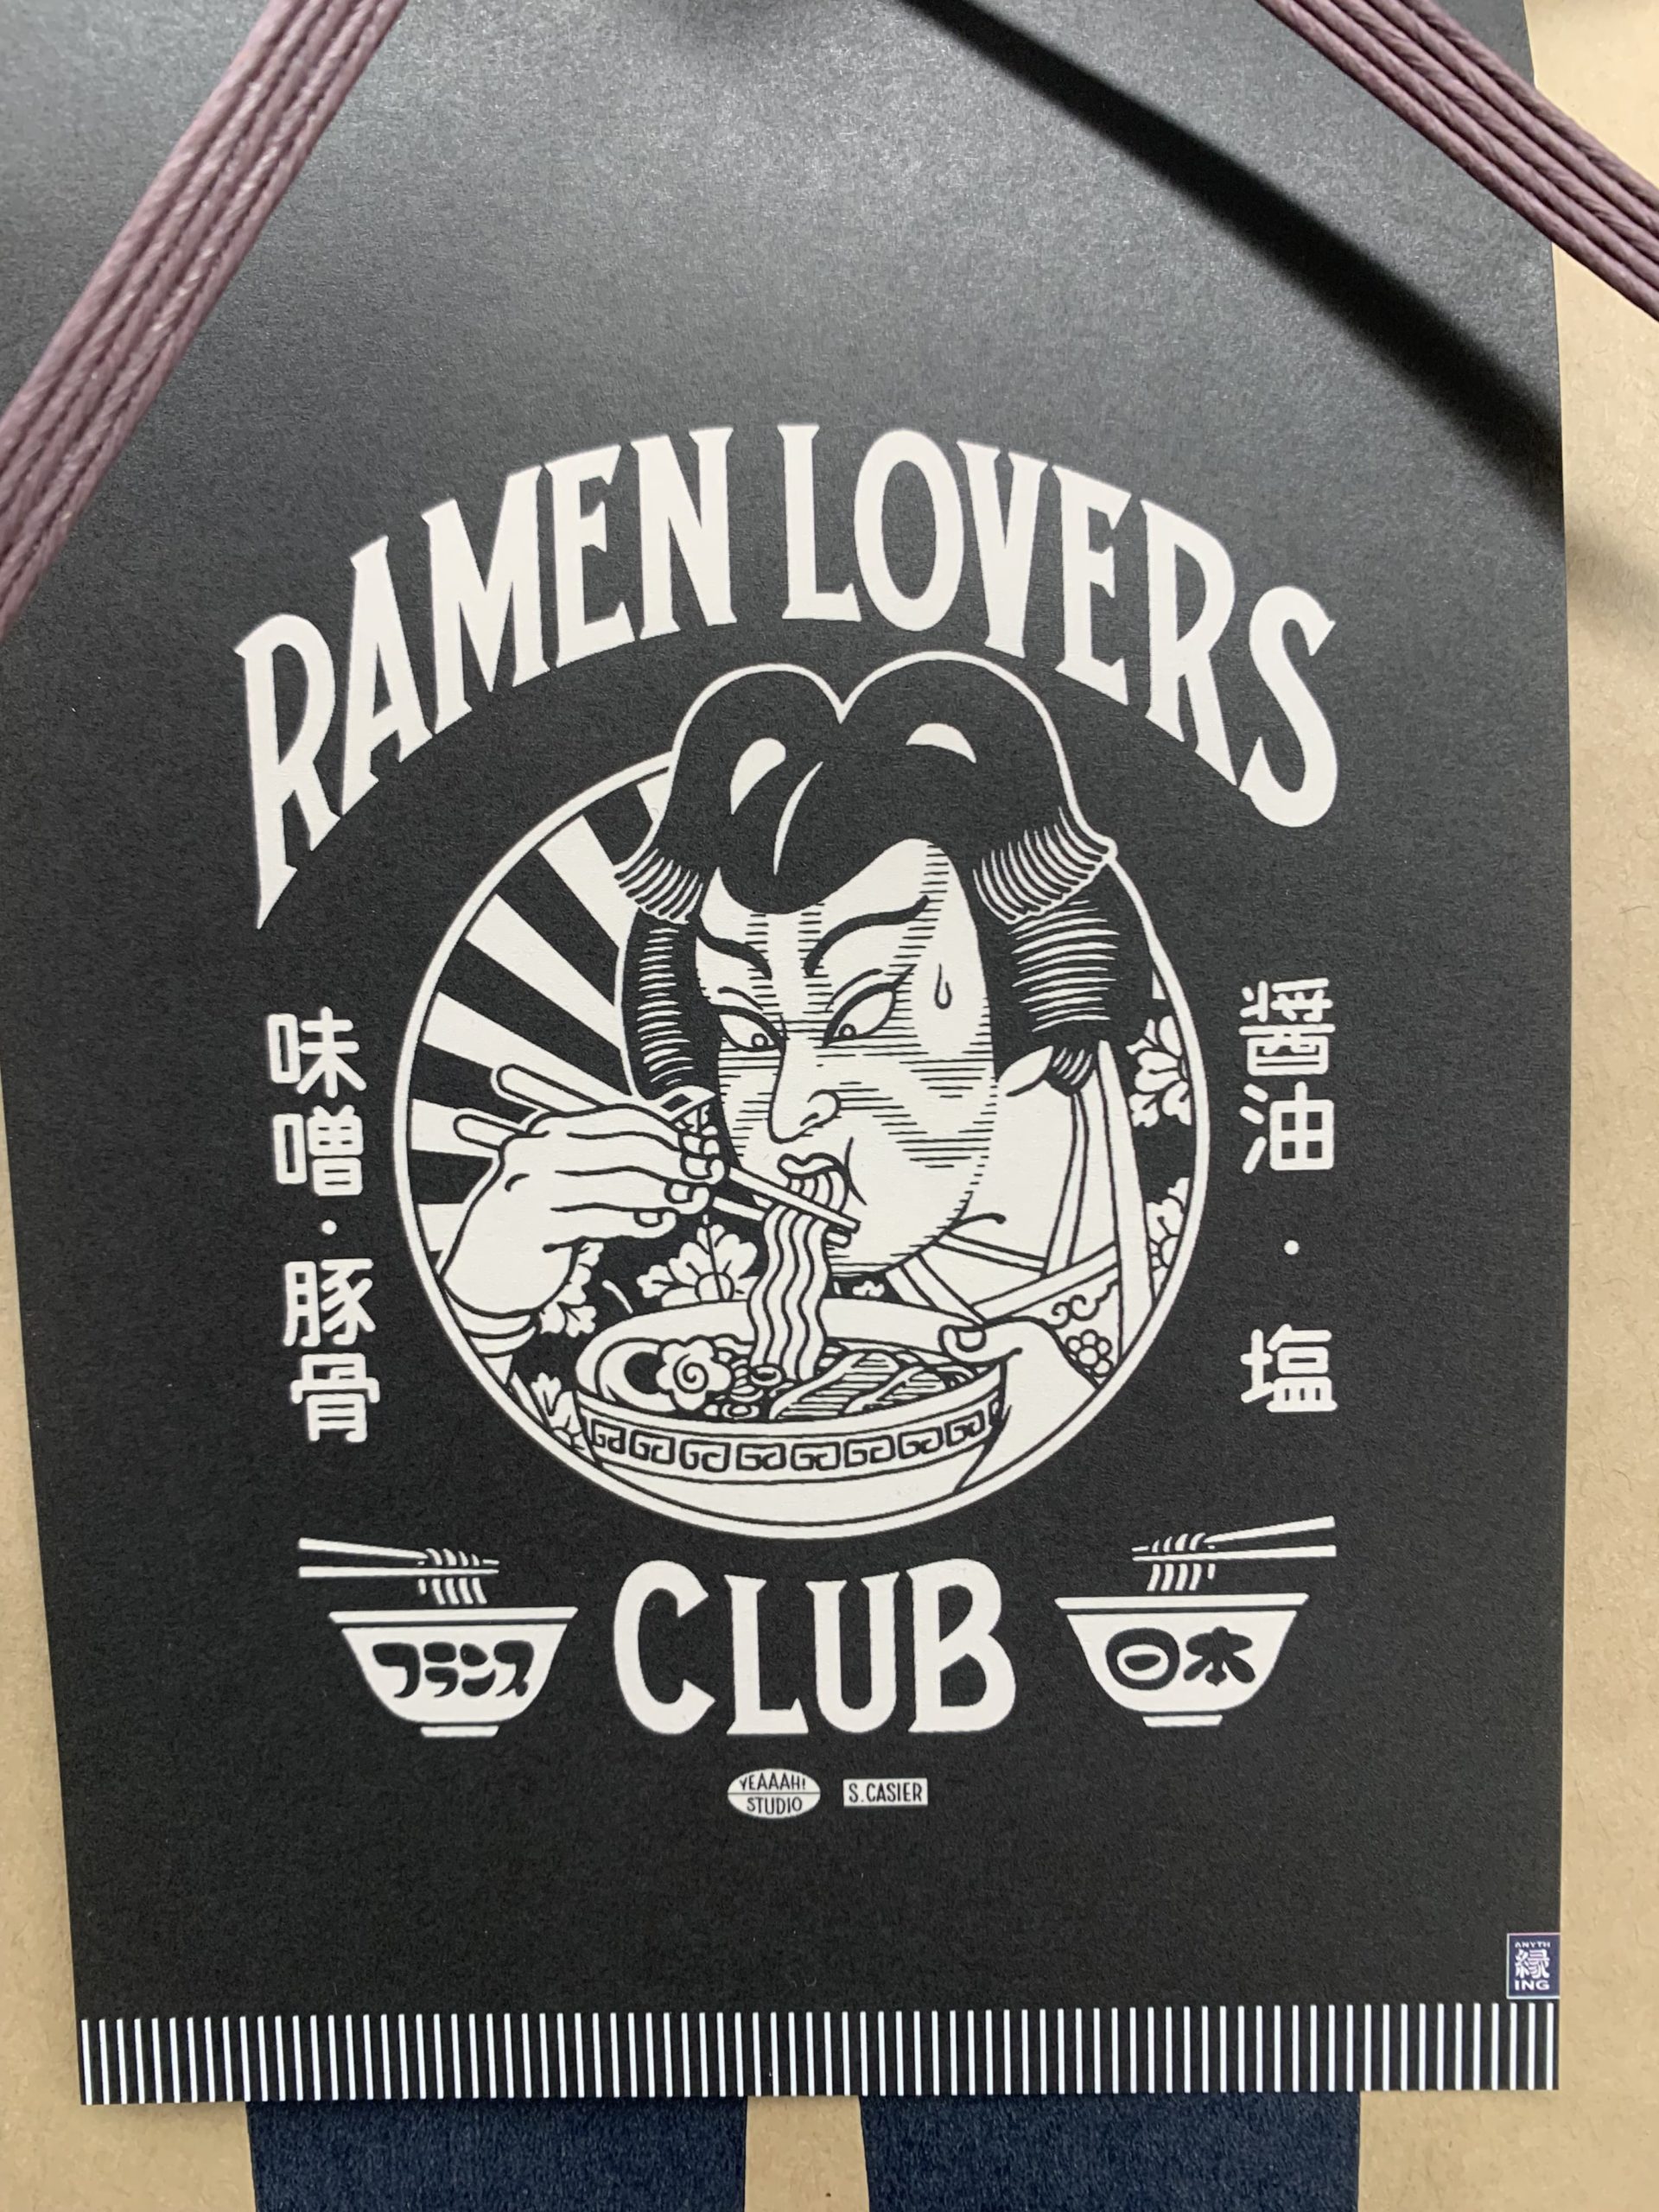 RAMEN LOVERS
味噌・豚骨
醤油・塩
フランス
CLUB
日本
YEAAAH!
STUDIO
S.CASIER
ANYTH
縁
ING